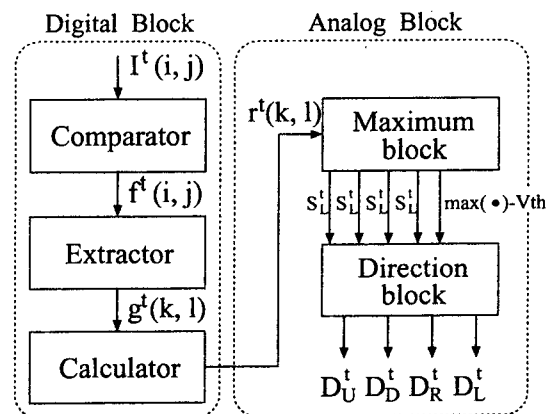 Digital Block
Analog Block
I^t(i, j)
Comparator
f^t(i, j)
Extractor
g^t(k, l)
Calculator
r^t(k, l)
Maximum
block
S_L^t S_L^t S_L^t S_L^t max(•)-Vth
Direction
block
D_U^t D_D^t D_R^t D_L^t